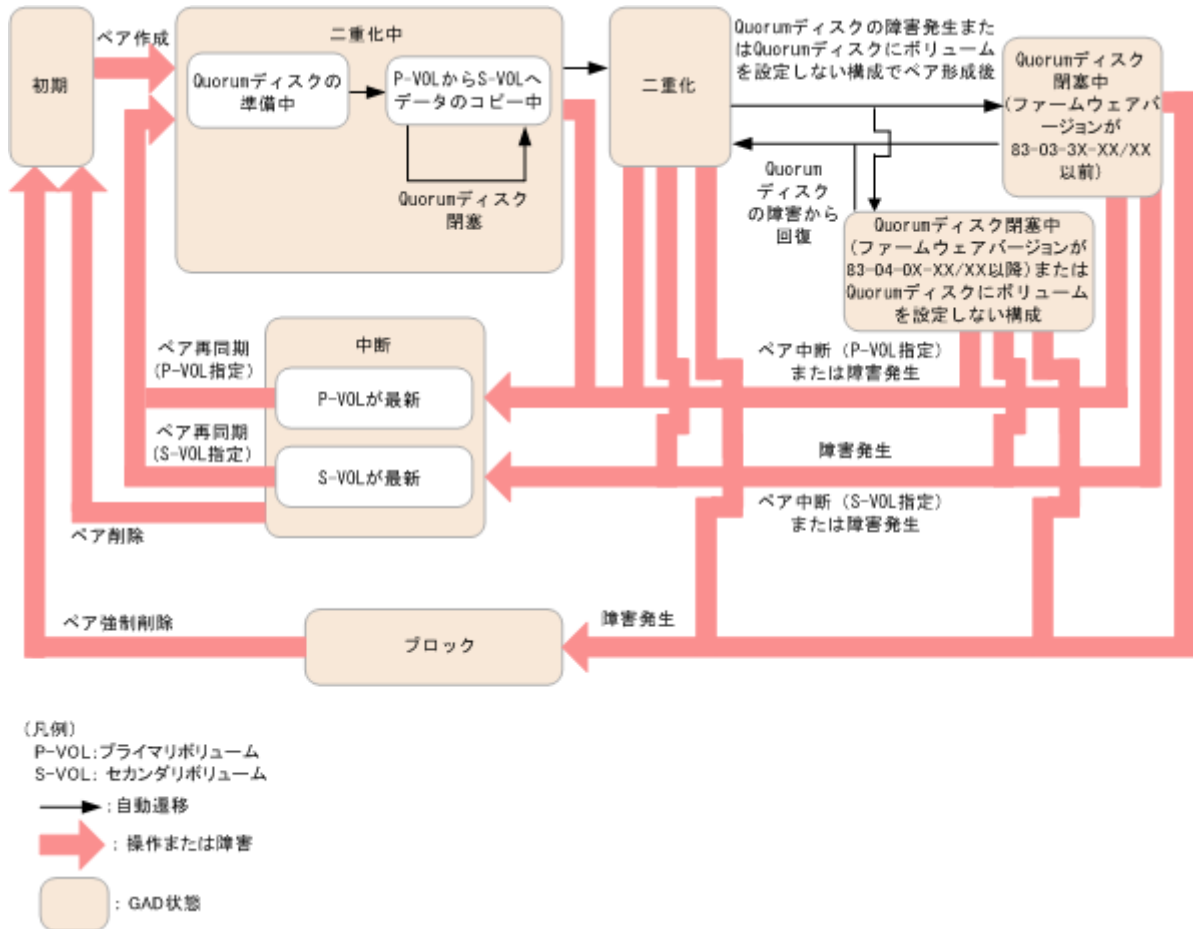 初期
ペア作成
二重化中
Quorumディスクの
準備中
P-VOLからS-VOLへ
データのコピー中
Quorumディスク
閉塞
二重化
Quorumディスクの障害発生また
はQuorumディスクにボリューム
を設定しない構成でペア形成後
Quorumディスク
閉塞中
(ファームウェアバ
ージョンが
83-03-3X-XX/XX
以前)
Quorum
ディスク
の障害から
回復
Quorumディスク閉塞中
(ファームウェアバージョンが
83-04-0X-XX/XX以降)または
Quorumディスクにボリューム
を設定しない構成
ペア再同期
(P-VOL指定)
中断
P-VOLが最新
ペア中断 (P-VOL指定)
または障害発生
ペア再同期
(S-VOL指定)
S-VOLが最新
障害発生
ペア中断 (S-VOL指定)
または障害発生
ペア削除
ペア強制削除
ブロック
障害発生
(凡例)
P-VOL:プライマリボリューム
S-VOL: セカンダリボリューム
:自動遷移
: 操作または障害
: GAD状態